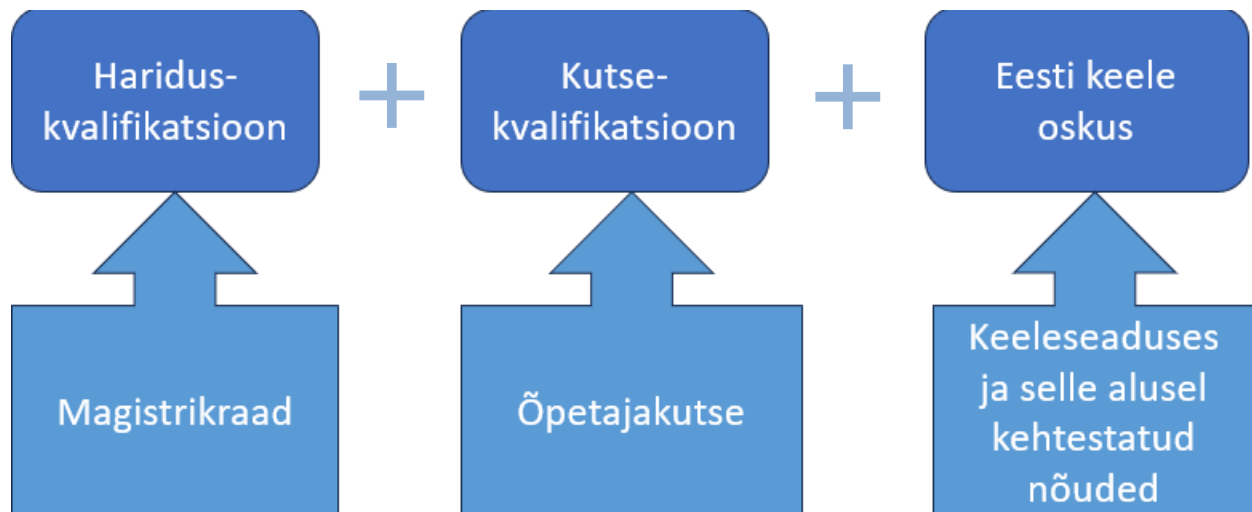 Haridus-
kvalifikatsioon
+
Kutse-
kvalifikatsioon
+
Eesti keele
oskus
Magistrikraad
Õpetajakutse
Keeleseaduses
ja selle alusel
kehtestatud
nõuded